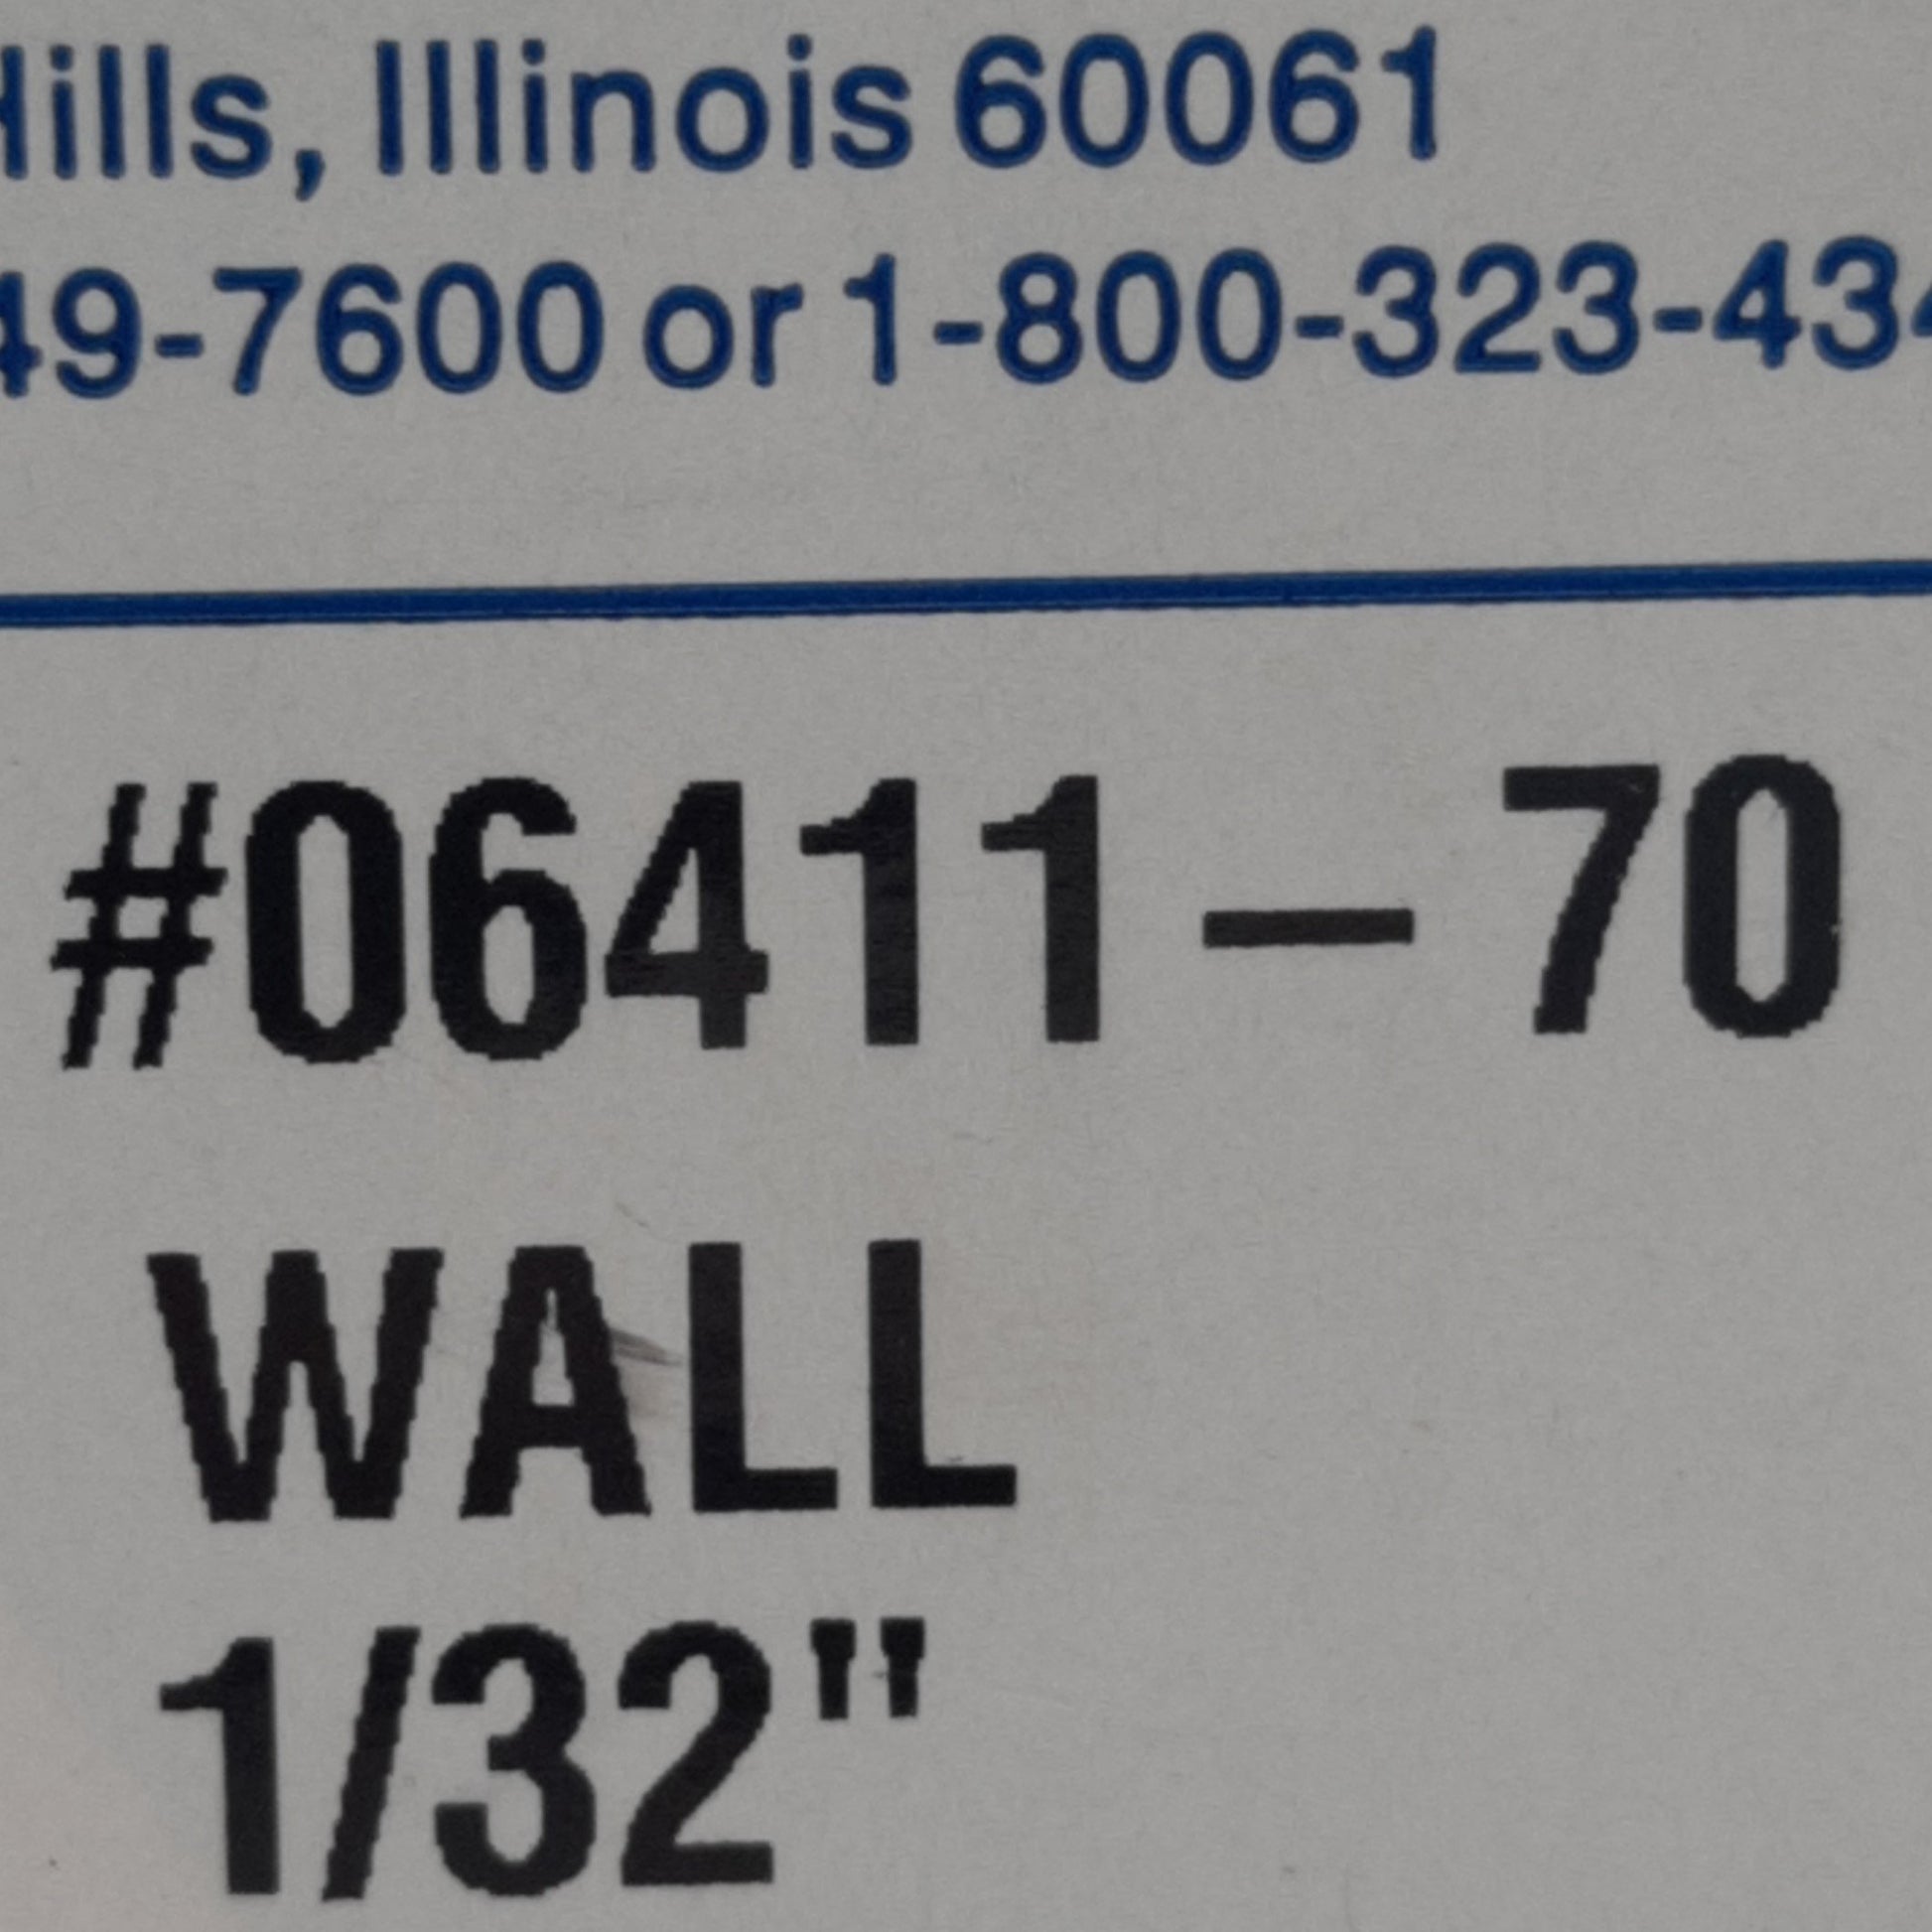 Hills, Illinois 60061
49-7600 or 1-800-323-434
#06411-70
WALL
1/32"